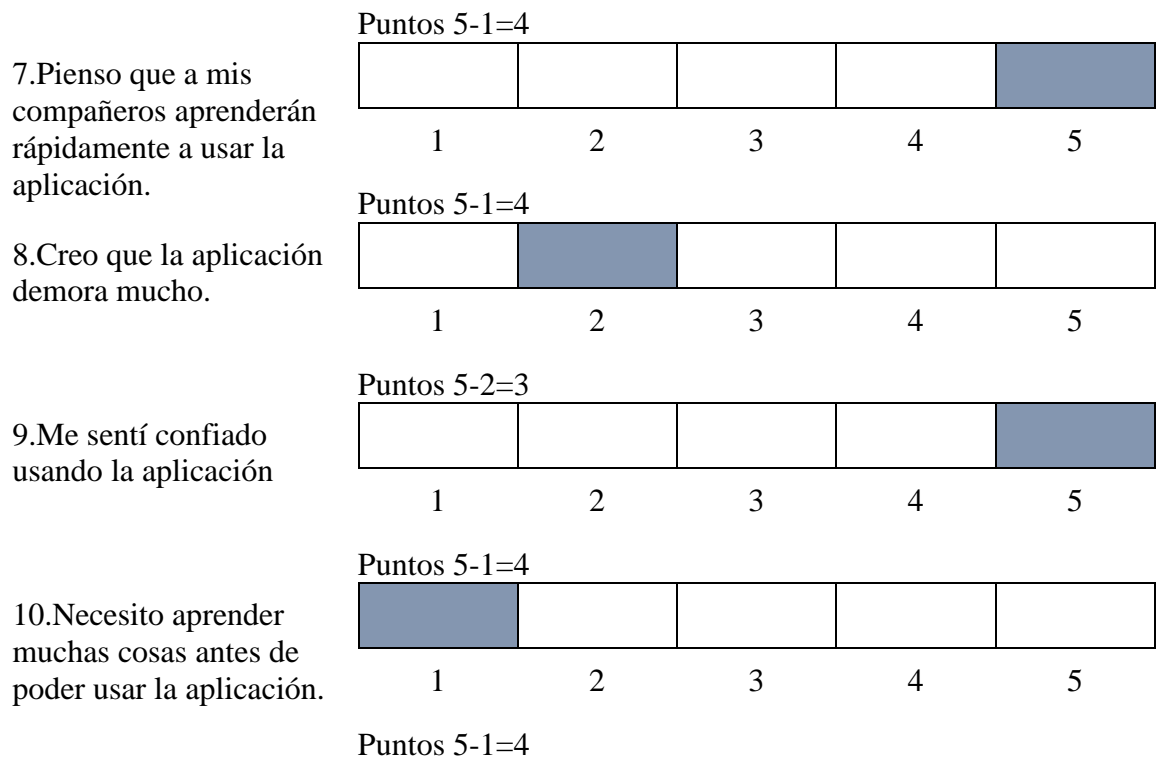 Puntos 5-1=4
7.Pienso que a mis
compañeros aprenderán
rápidamente a usar la
aplicación.
1 2 3 4 5
Puntos 5-1=4
8.Creo que la aplicación
demora mucho.
1 2 3 4 5
Puntos 5-2=3
9.Me sentí confiado
usando la aplicación
1 2 3 4 5
Puntos 5-1=4
10.Necesito aprender
muchas cosas antes de
poder usar la aplicación.
1 2 3 4 5
Puntos 5-1=4